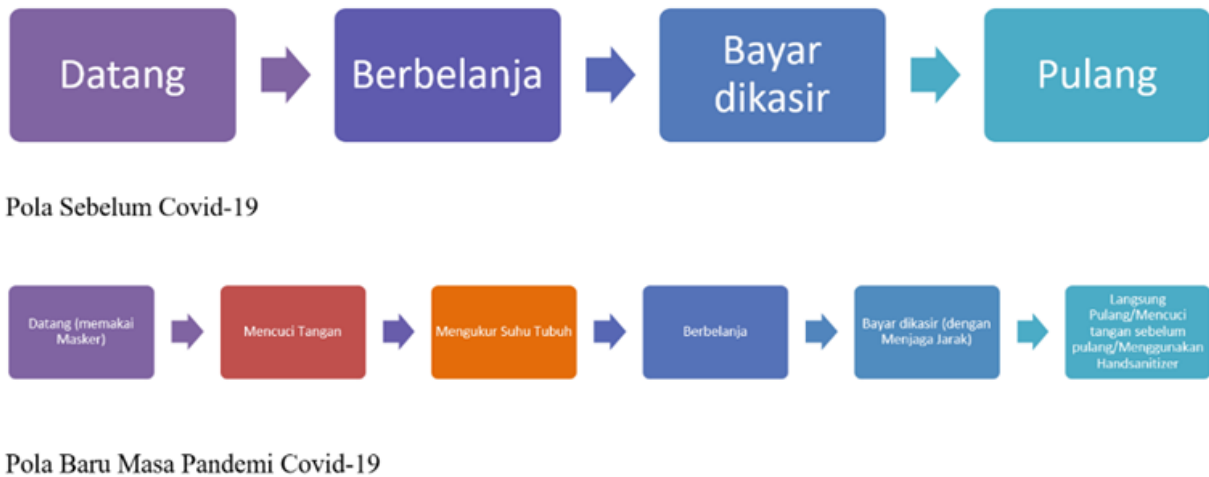 Datang
Berbelanja
Bayar
dikasir
Pulang
Pola Sebelum Covid-19
Datang (memakai
Masker)
Mencuci Tangan
Mengukur Suhu Tubuh
Berbelanja
Bayar dikasir (dengan
Menjaga Jarak)
Langsung
Pulang/Mencuci
tangan sebelum
pulang/Menggunakan
Handsanitizer
Pola Baru Masa Pandemi Covid-19